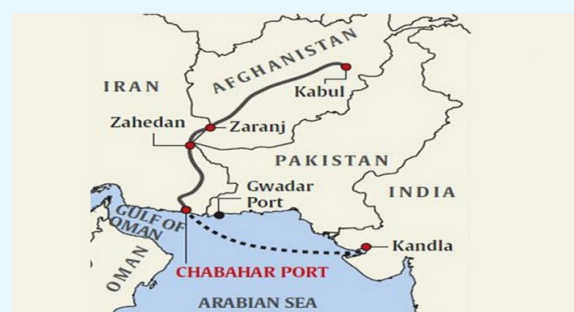 AFGHANISTAN
IRAN
Kabul
Zahedan
Zaranj
PAKISTAN
Gwadar
Port
INDIA
GULF OF
OMAN
Kandla
OMAN
CHABAHAR PORT
ARABIAN SEA